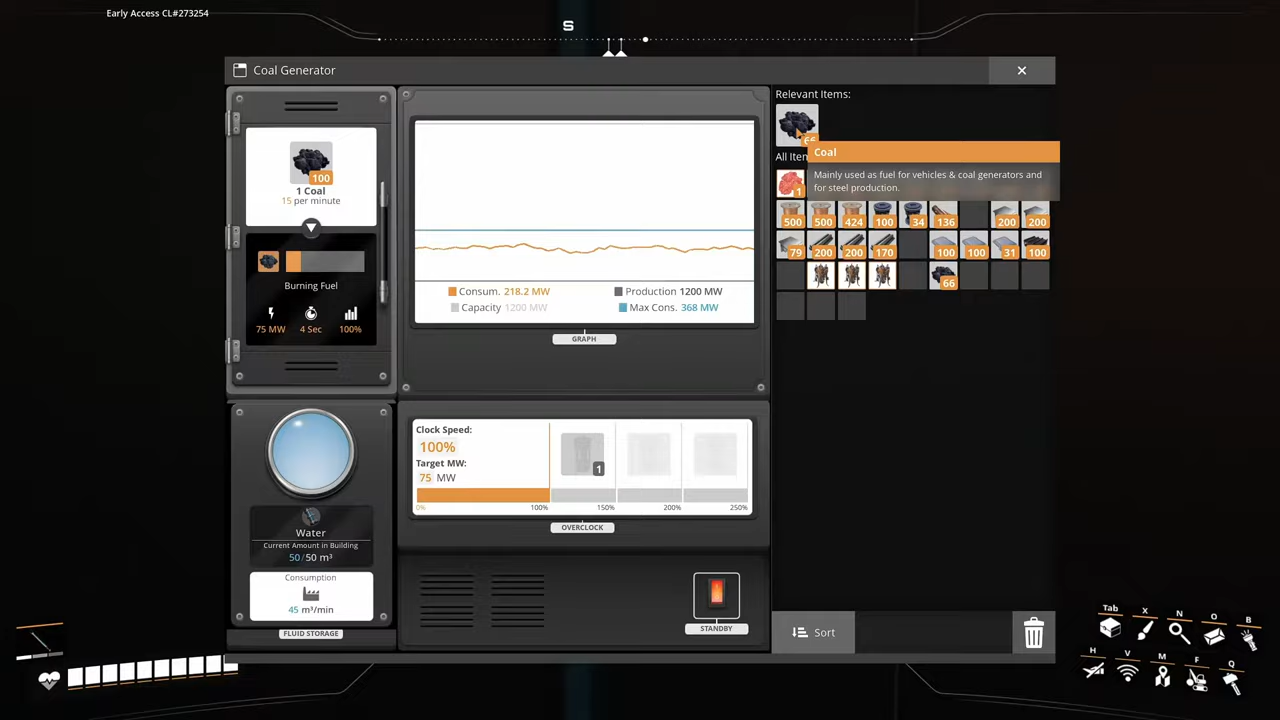 Early Access CL#273254
S
Coal Generator
Relevant Items:
66
Coal
All Iten
Mainly used as fuel for vehicles & coal generators and
for steel production.
1
500
500
424
100
34
136
200
200
79
200
200
170
100
100
31
100
66
100
1 Coal
15 per minute
Burning Fuel
75 MW
4 Sec
100%
Consum. 218.2 MW
Production 1200 MW
Capacity 1200 MW
Max Cons. 368 MW
GRAPH
Clock Speed:
100%
Target MW:
75 MW
1
0%
100%
150%
200%
250%
OVERCLOCK
Water
Current Amount in Building
50/50 m³
Consumption
45 m³/min
FLUID STORAGE
STANDBY
Sort
Tab
X
N
O
B
H
V
M
F
Q